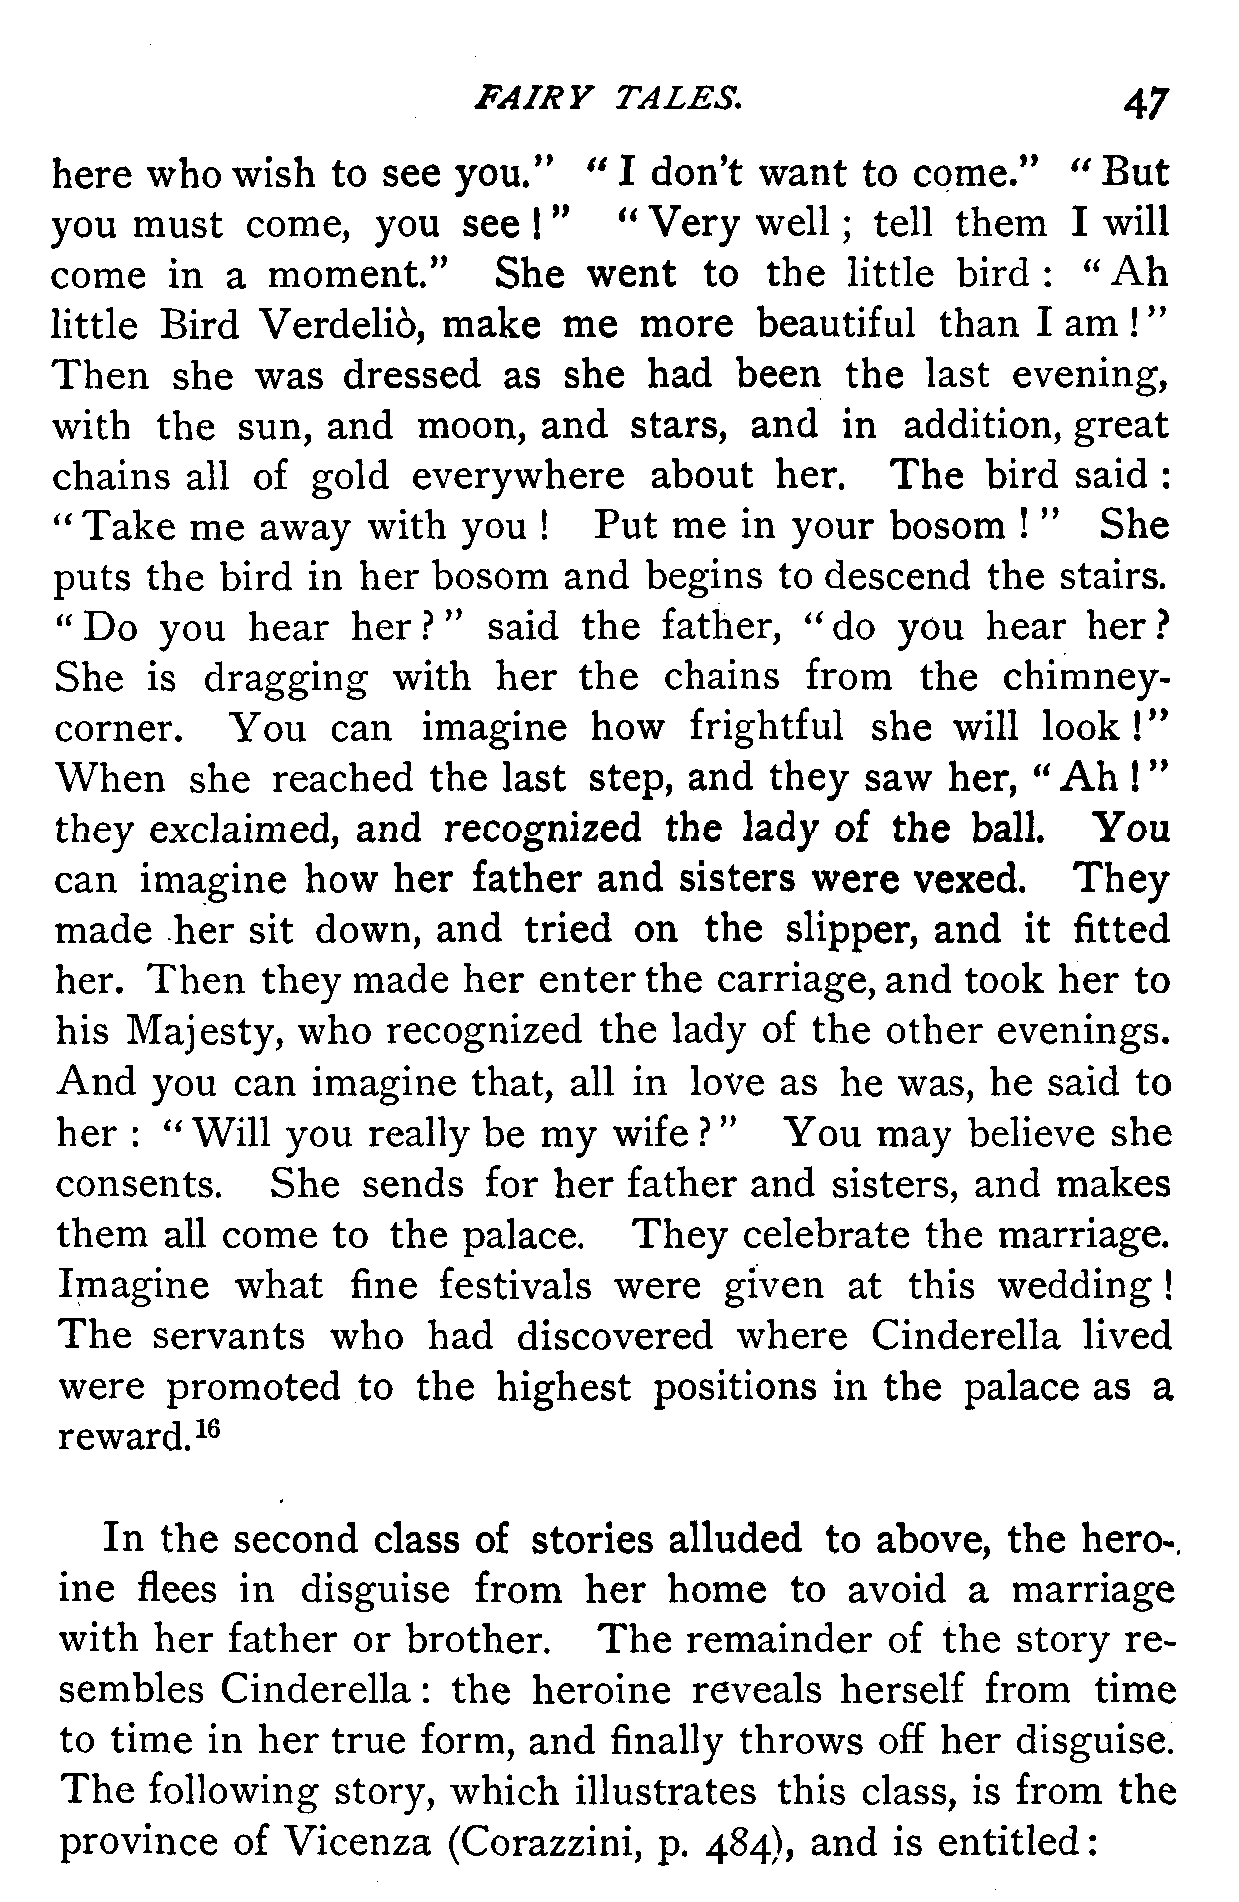 FAIRY TALES. 47
here who wish to see you." "I don't want to come." "But
you must come, you see!" "Very well; tell them I will
come in a moment." She went to the little bird: "Ah
little Bird Verdeliò, make me more beautiful than I am!"
Then she was dressed as she had been the last evening,
with the sun, and moon, and stars, and in addition, great
chains all of gold everywhere about her. The bird said:
"Take me away with you! Put me in your bosom!" She
puts the bird in her bosom and begins to descend the stairs.
"Do you hear her?" said the father, "do you hear her?
She is dragging with her the chains from the chimney-
corner. You can imagine how frightful she will look!"
When she reached the last step, and they saw her, "Ah!"
they exclaimed, and recognized the lady of the ball. You
can imagine how her father and sisters were vexed. They
made her sit down, and tried on the slipper, and it fitted
her. Then they made her enter the carriage, and took her to
his Majesty, who recognized the lady of the other evenings.
And you can imagine that, all in love as he was, he said to
her: "Will you really be my wife?" You may believe she
consents. She sends for her father and sisters, and makes
them all come to the palace. They celebrate the marriage.
Imagine what fine festivals were given at this wedding!
The servants who had discovered where Cinderella lived
were promoted to the highest positions in the palace as a
reward.¹⁶
In the second class of stories alluded to above, the hero-
ine flees in disguise from her home to avoid a marriage
with her father or brother. The remainder of the story re-
sembles Cinderella: the heroine reveals herself from time
to time in her true form, and finally throws off her disguise.
The following story, which illustrates this class, is from the
province of Vicenza (Corazzini, p. 484), and is entitled: